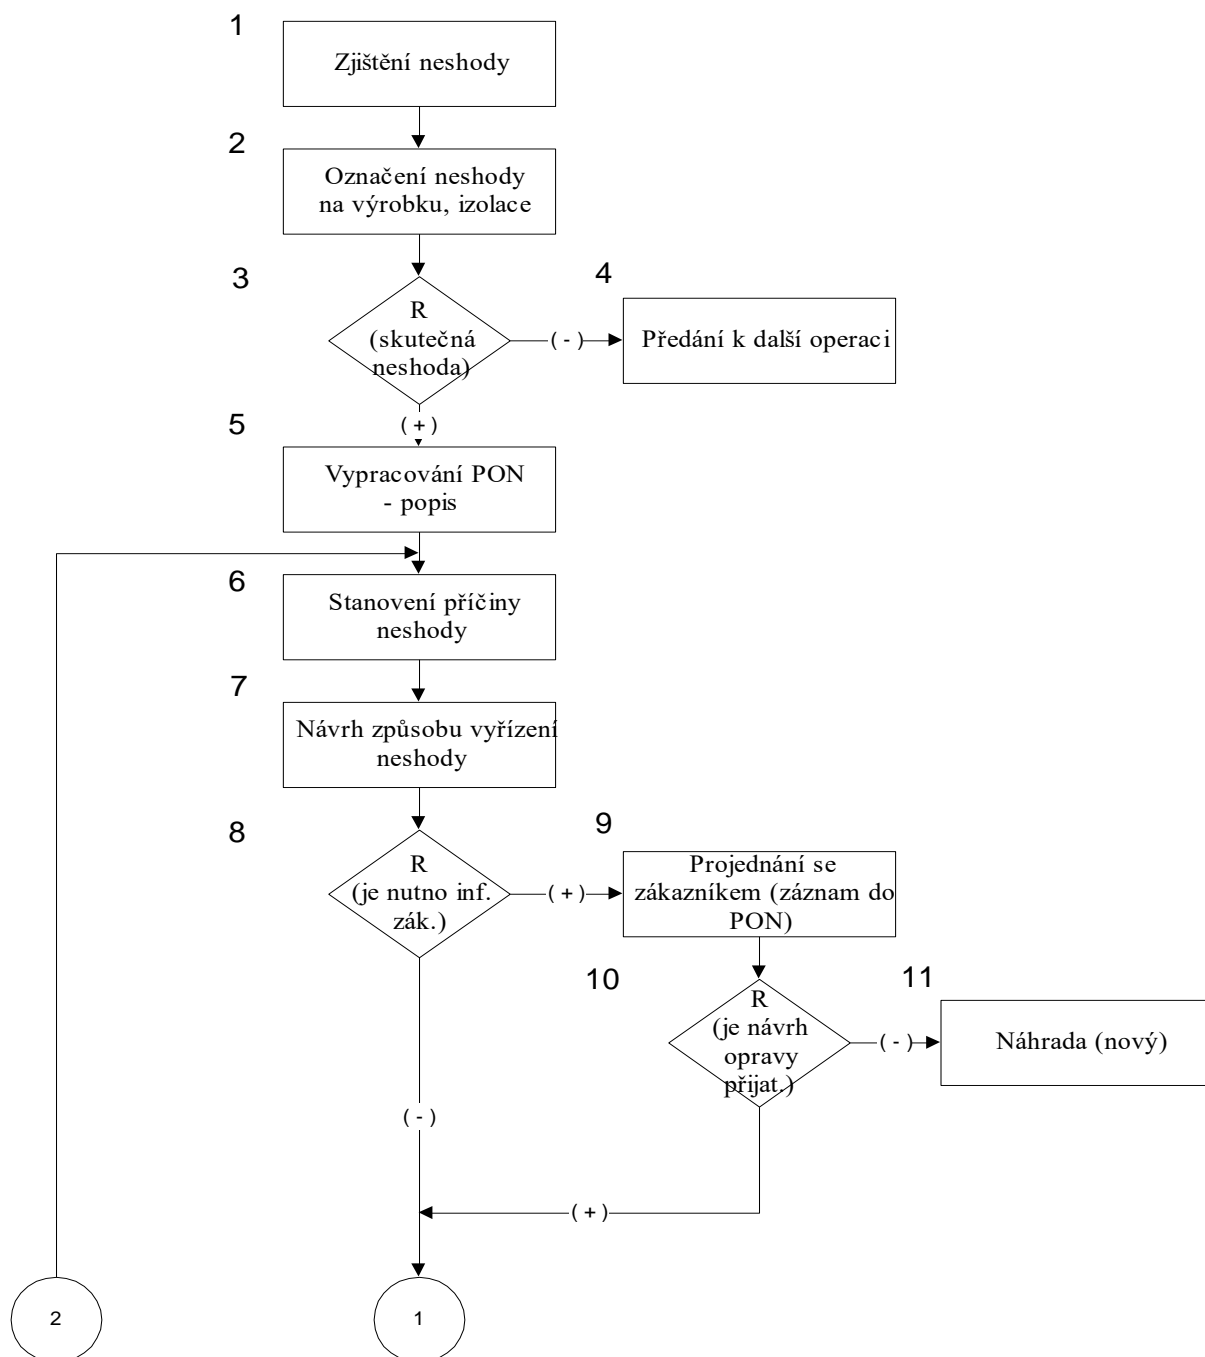 1
Zjištění neshody
2
Označení neshody
na výrobku, izolace
3
R
(skutečná
neshoda)
( - )
4
Předání k další operaci
( + )
5
Vypracování PON
- popis
6
Stanovení příčiny
neshody
7
Návrh způsobu vyřízení
neshody
8
R
(je nutno inf.
zák.)
( + )
9
Projednání se
zákazníkem (záznam do
PON)
10
R
(je návrh
opravy
přijat.)
( - )
11
Náhrada (nový)
( - )
( + )
2
1